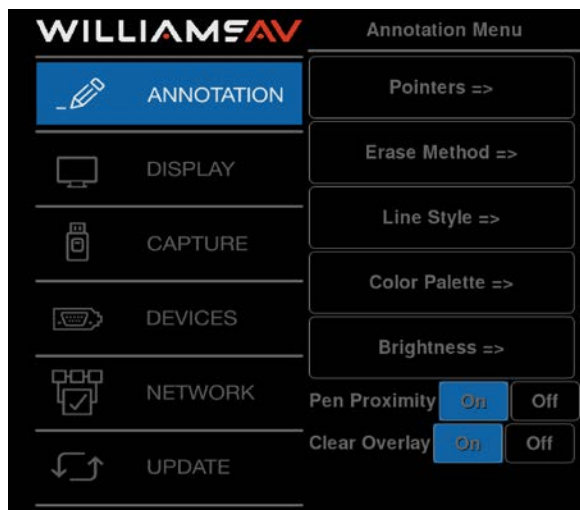 WILLIAMSAV
ANNOTATION
DISPLAY
CAPTURE
DEVICES
NETWORK
UPDATE
Annotation Menu
Pointers =>
Erase Method =>
Line Style =>
Color Palette =>
Brightness =>
Pen Proximity On Off
Clear Overlay On Off